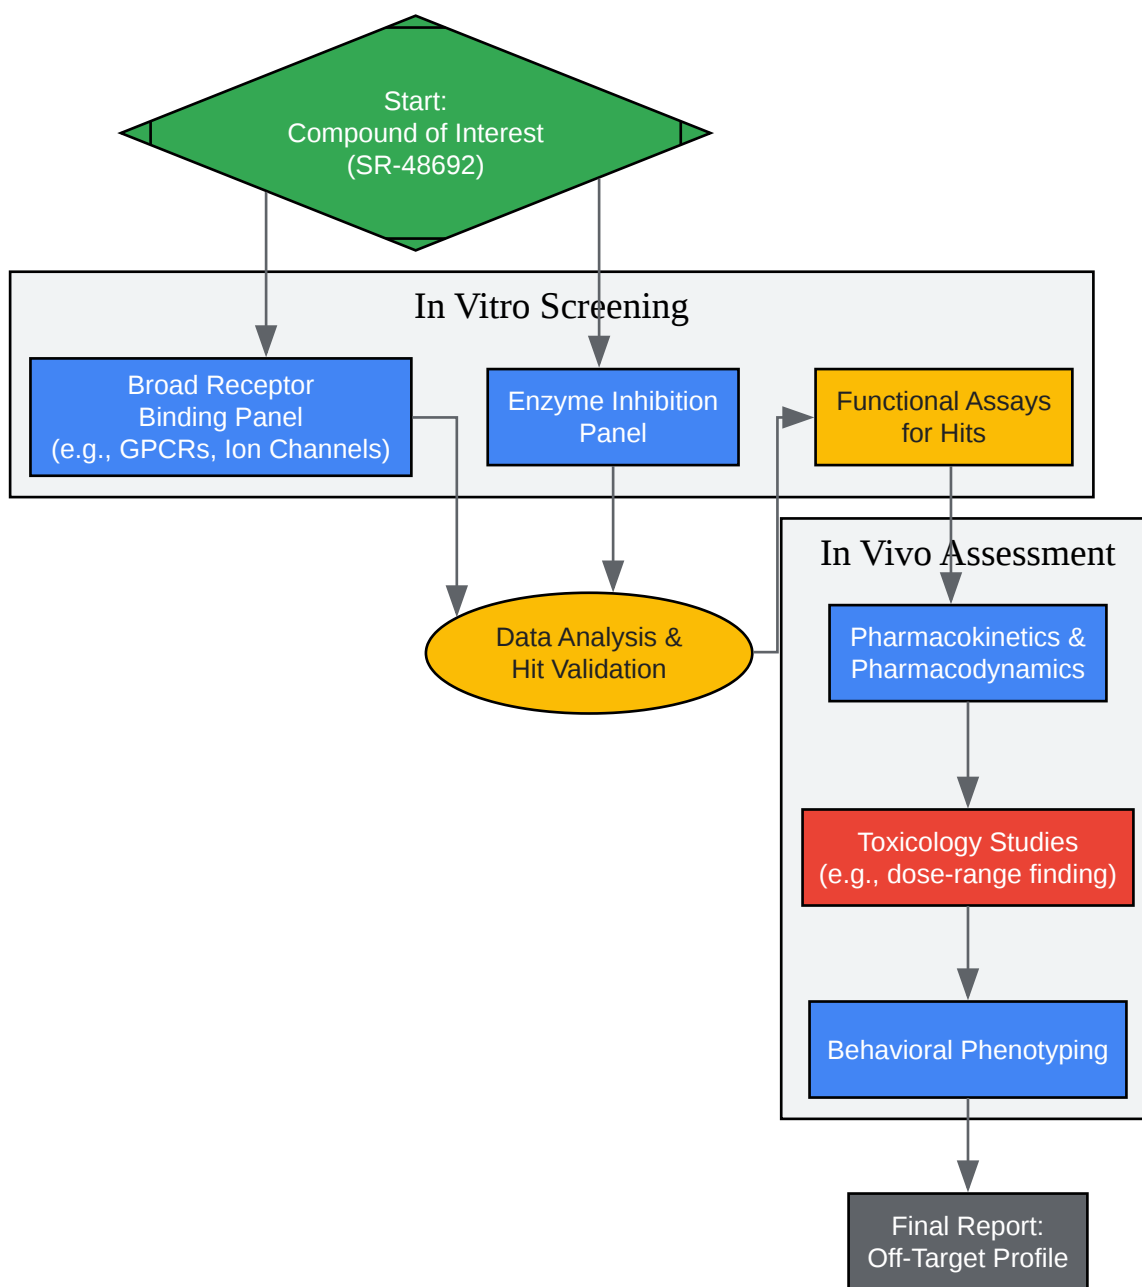 Start:
Compound of Interest
(SR-48692)
In Vitro Screening
Broad Receptor
Binding Panel
(e.g., GPCRs, Ion Channels)
Enzyme Inhibition
Panel
Functional Assays
for Hits
In Vivo Assessment
Data Analysis &
Hit Validation
Pharmacokinetics &
Pharmacodynamics
Toxicology Studies
(e.g., dose-range finding)
Behavioral Phenotyping
Final Report:
Off-Target Profile